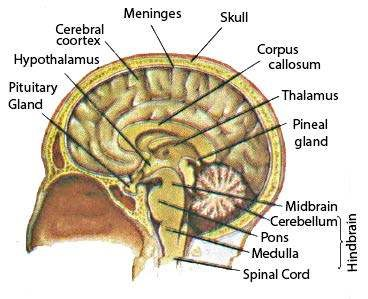 Meninges
Skull
Cerebral
coortex
Hypothalamus
Pituitary
Gland
Corpus
callosum
Thalamus
Pineal
gland
Midbrain
Cerebellum
Pons
Medulla
Spinal Cord
Hindbrain